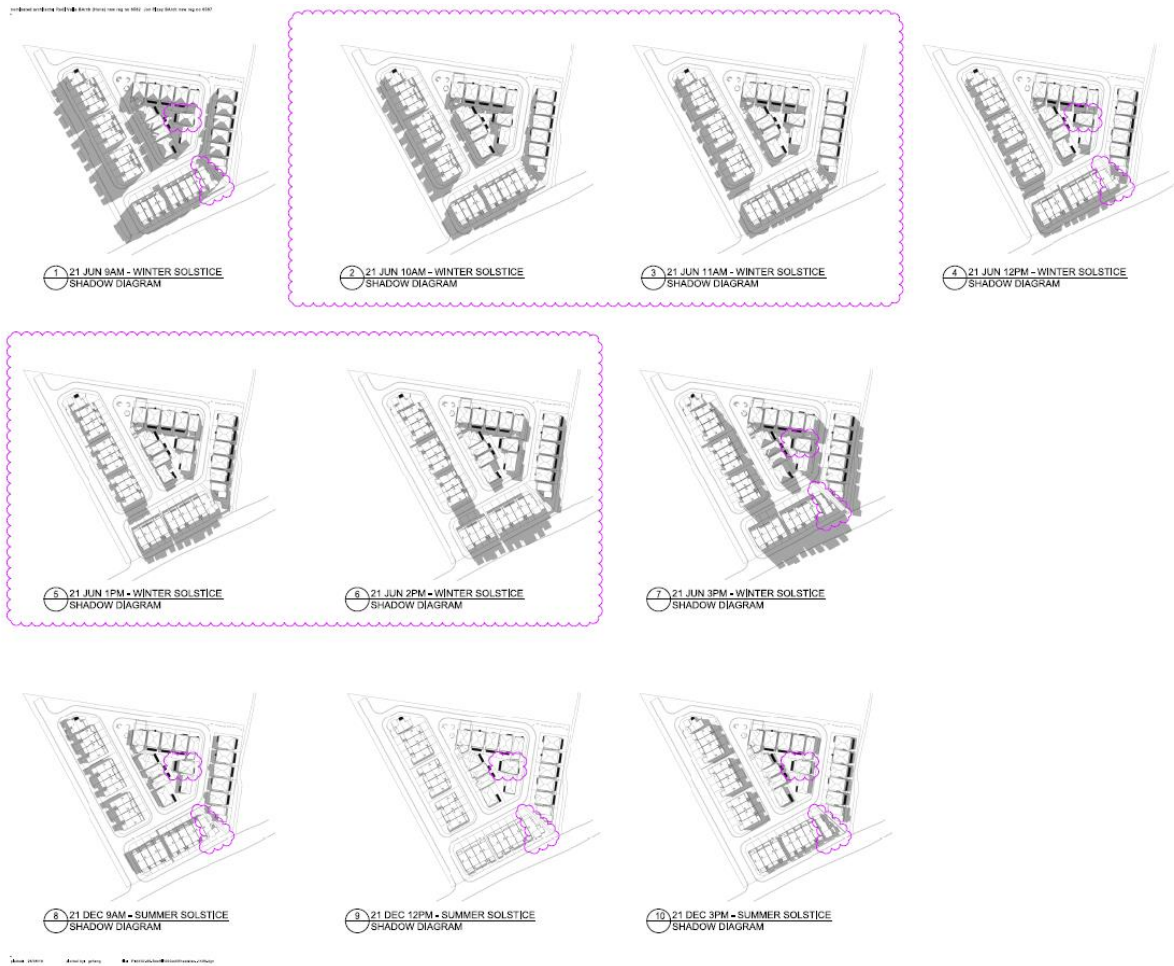 1 21 JUN 9AM - WINTER SOLSTICE
SHADOW DIAGRAM
2 21 JUN 10AM - WINTER SOLSTICE
SHADOW DIAGRAM
3 21 JUN 11AM - WINTER SOLSTICE
SHADOW DIAGRAM
4 21 JUN 12PM - WINTER SOLSTICE
SHADOW DIAGRAM
5 21 JUN 1PM - WINTER SOLSTICE
SHADOW DIAGRAM
6 21 JUN 2PM - WINTER SOLSTICE
SHADOW DIAGRAM
7 21 JUN 3PM - WINTER SOLSTICE
SHADOW DIAGRAM
8 21 DEC 9AM - SUMMER SOLSTICE
SHADOW DIAGRAM
9 21 DEC 12PM - SUMMER SOLSTICE
SHADOW DIAGRAM
10 21 DEC 3PM - SUMMER SOLSTICE
SHADOW DIAGRAM